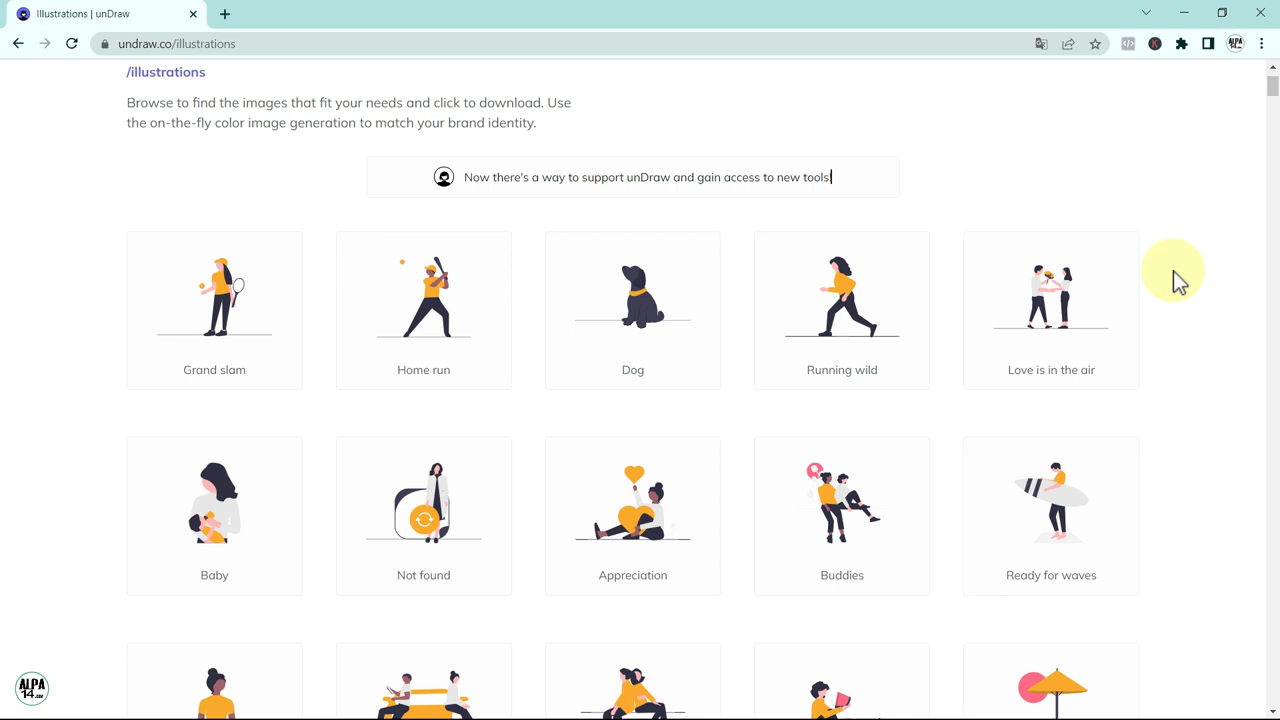 Illustrations | unDraw
undraw.co/illustrations
/illustrations
Browse to find the images that fit your needs and click to download. Use
the on-the-fly color image generation to match your brand identity.
Now there's a way to support unDraw and gain access to new tools!
Grand slam
Home run
Dog
Running wild
Love is in the air
Baby
Not found
Appreciation
Buddies
Ready for waves
ALPA
14.com